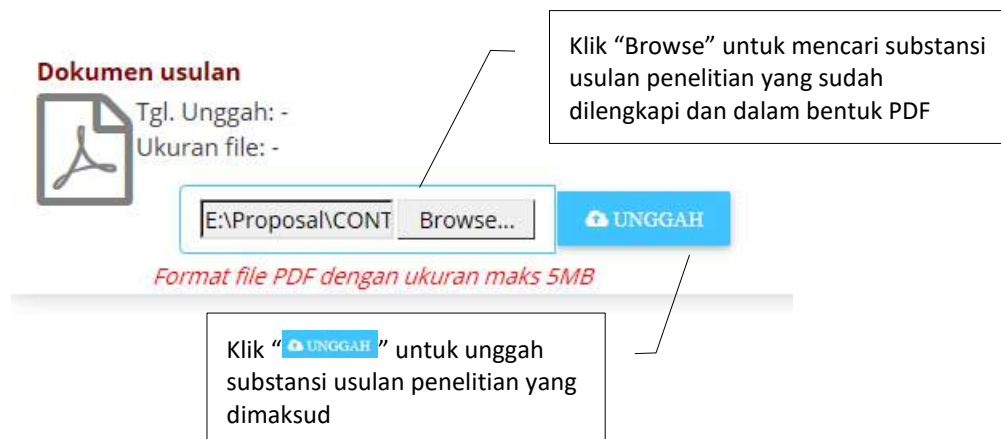 Klik “Browse” untuk mencari substansi
usulan penelitian yang sudah
dilengkapi dan dalam bentuk PDF
Dokumen usulan
Tgl. Unggah: -
Ukuran file: -
E:\Proposal\CONT Browse... UNGGAH
Format file PDF dengan ukuran maks 5MB
Klik “ UNGGAH ” untuk unggah
substansi usulan penelitian yang
dimaksud